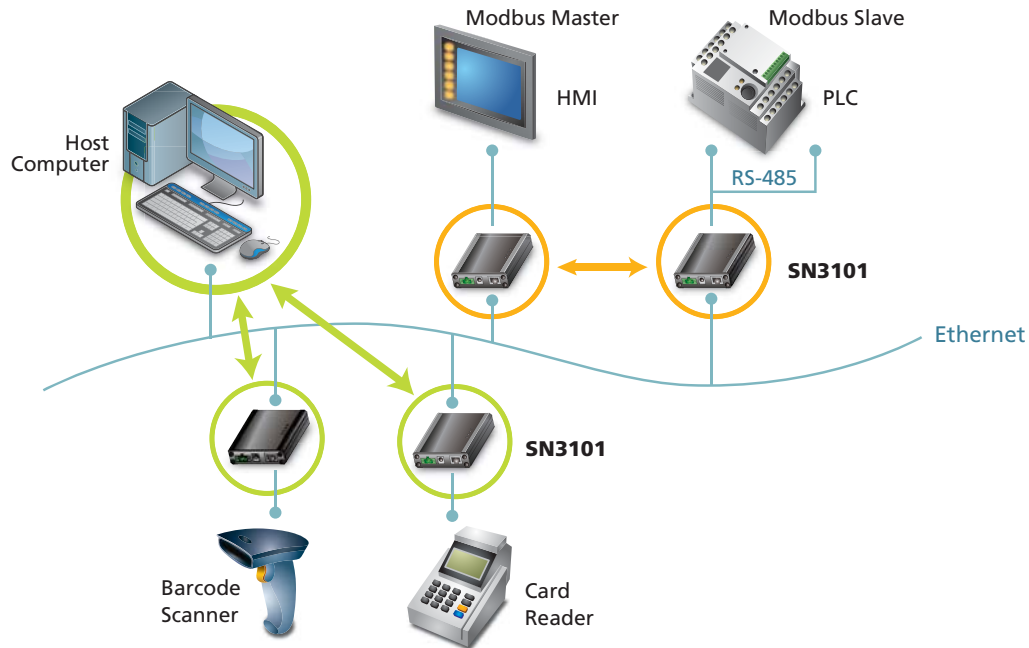 Modbus Master
Modbus Slave
HMI
PLC
Host
Computer
RS-485
SN3101
Ethernet
SN3101
Barcode
Scanner
Card
Reader